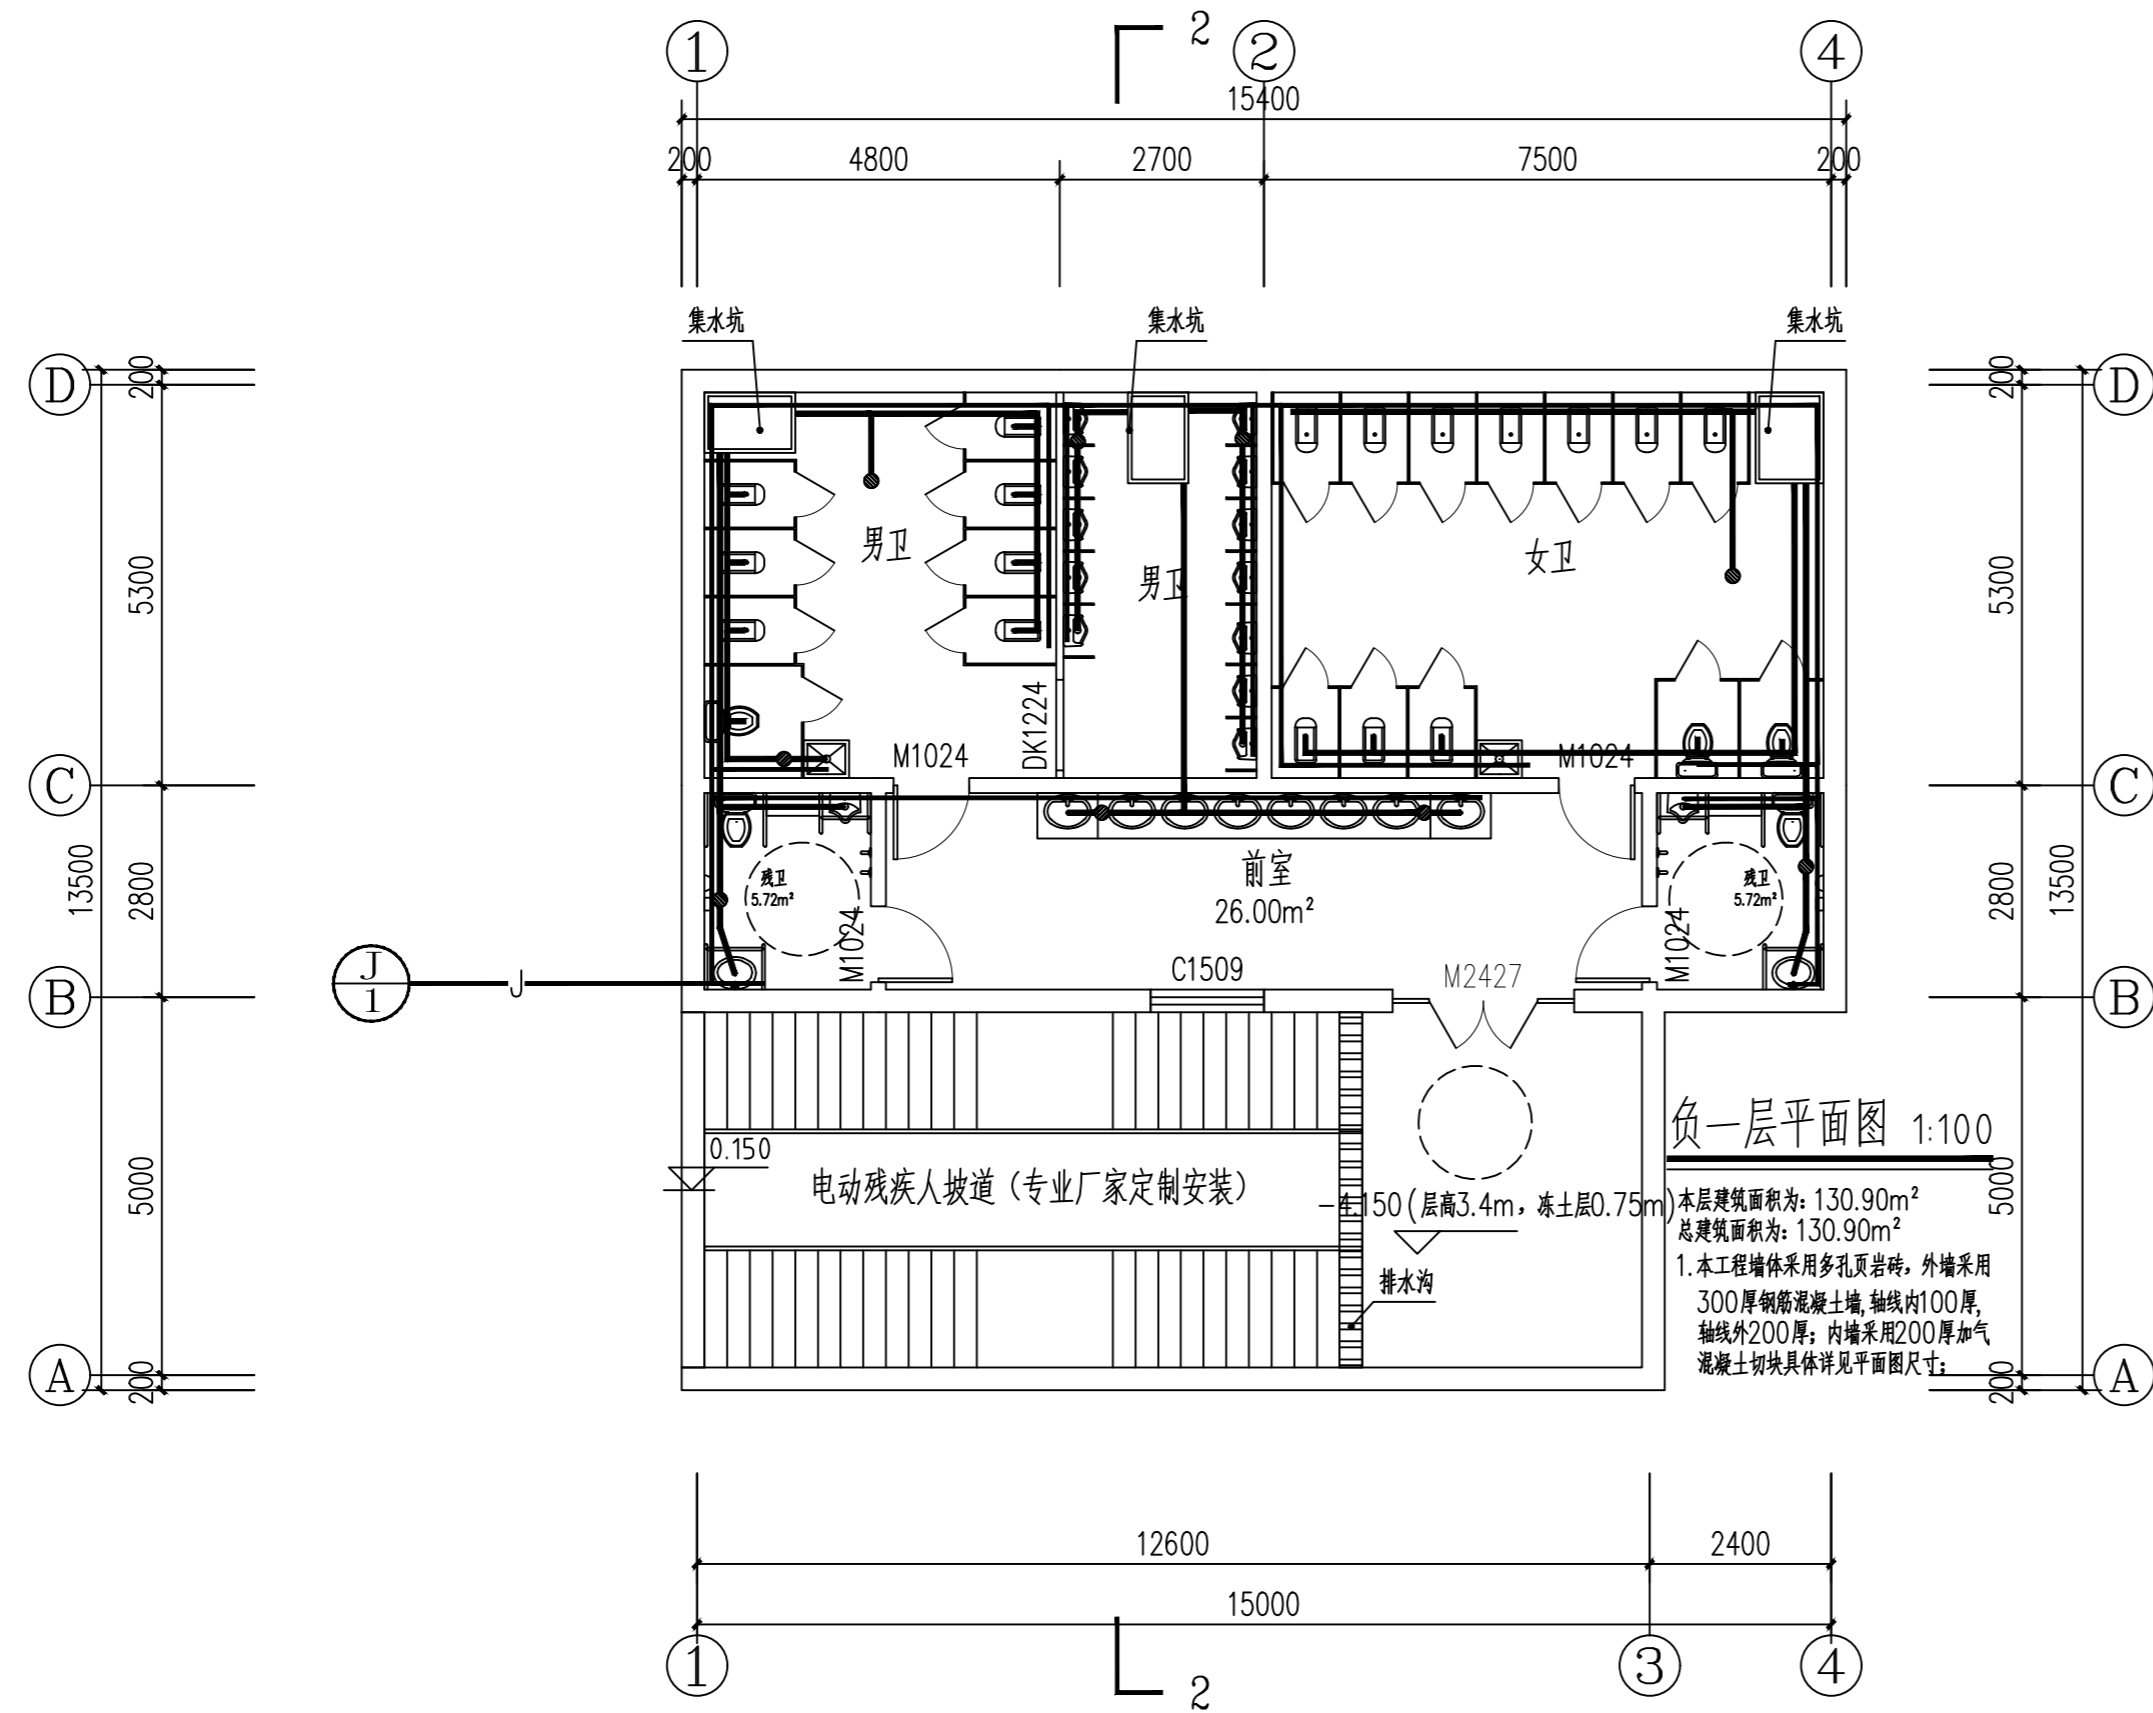 1
2
2
4
15400
200
4800
2700
7500
200
集水坑
集水坑
集水坑
D
200
200
D
5300
男卫
男卫
女卫
5300
DK1224
M1024
M1024
C
C
13500
2800
残卫
5.72m²
M1024
前室
26.00m²
残卫
5.72m²
M1024
2800
13500
J
1
J
C1509
M2427
B
B
负一层平面图 1:100
0.150
电动残疾人坡道（专业厂家定制安装）
-4.150（层高3.4m，冻土层0.75m）
5000
5000
本层建筑面积为: 130.90m²
总建筑面积为: 130.90m²
1.本工程墙体采用多孔页岩砖，外墙采用
300厚钢筋混凝土墙,轴线内100厚,
轴线外200厚；内墙采用200厚加气
混凝土切块具体详见平面图尺寸；
排水沟
A
200
200
A
12600
2400
15000
1
2
3
4